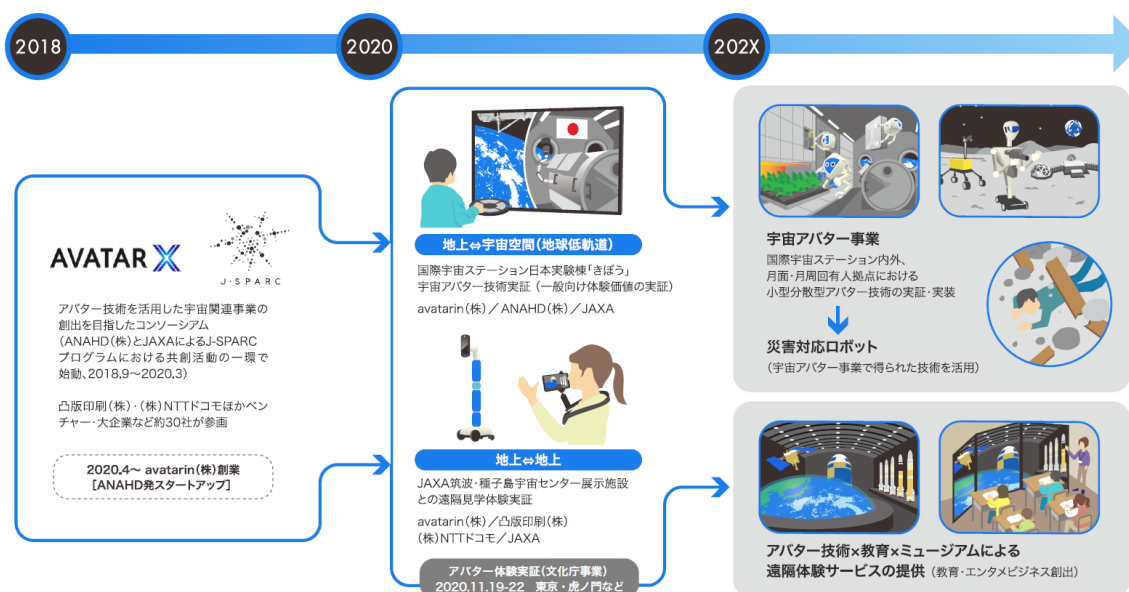 2018
2020
202X
AVATAR X
J-SPARC
アバター技術を活用した宇宙関連事業の
創出を目指したコンソーシアム
(ANAHD(株)とJAXAによるJ-SPARC
プログラムにおける共創活動の一環で
始動、2018.9〜2020.3)
凸版印刷(株)・(株)NTTドコモほかベン
チャー・大企業など約30社が参画
2020.4〜 avatarin(株)創業
[ANAHD発スタートアップ]
地上⇔宇宙空間(地球低軌道)
国際宇宙ステーション日本実験棟「きぼう」
宇宙アバター技術実証(一般向け体験価値の実証)
avatarin(株)/ANAHD(株)/JAXA
地上⇔地上
JAXA筑波・種子島宇宙センター展示施設
との遠隔見学体験実証
avatarin(株)/凸版印刷(株)
(株)NTTドコモ/JAXA
アバター体験実証(文化庁事業)
2020.11.19-22 東京・虎ノ門など
宇宙アバター事業
国際宇宙ステーション内外、
月面・月周回有人拠点における
小型分散型アバター技術の実証・実装
災害対応ロボット
(宇宙アバター事業で得られた技術を活用)
アバター技術×教育×ミュージアムによる
遠隔体験サービスの提供(教育・エンタメビジネス創出)